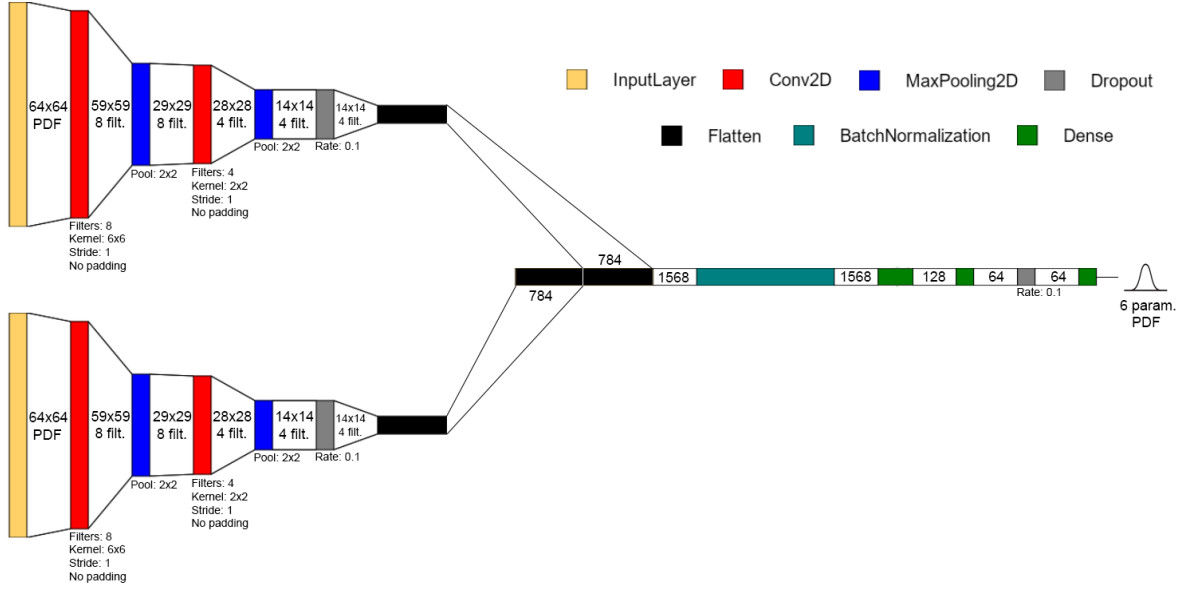 InputLayer
Conv2D
MaxPooling2D
Dropout
Flatten
BatchNormalization
Dense
64x64
PDF
59x59
8 filt.
29x29
8 filt.
28x28
4 filt.
14x14
4 filt.
14x14
4 filt.
Filters: 8
Kernel: 6x6
Stride: 1
No padding
Pool: 2x2
Filters: 4
Kernel: 2x2
Stride: 1
No padding
Pool: 2x2
Rate: 0.1
784
784
1568
1568
128
64
64
Rate: 0.1
6 param.
PDF
64x64
PDF
59x59
8 filt.
29x29
8 filt.
28x28
4 filt.
14x14
4 filt.
14x14
4 filt.
Filters: 8
Kernel: 6x6
Stride: 1
No padding
Pool: 2x2
Filters: 4
Kernel: 2x2
Stride: 1
No padding
Pool: 2x2
Rate: 0.1